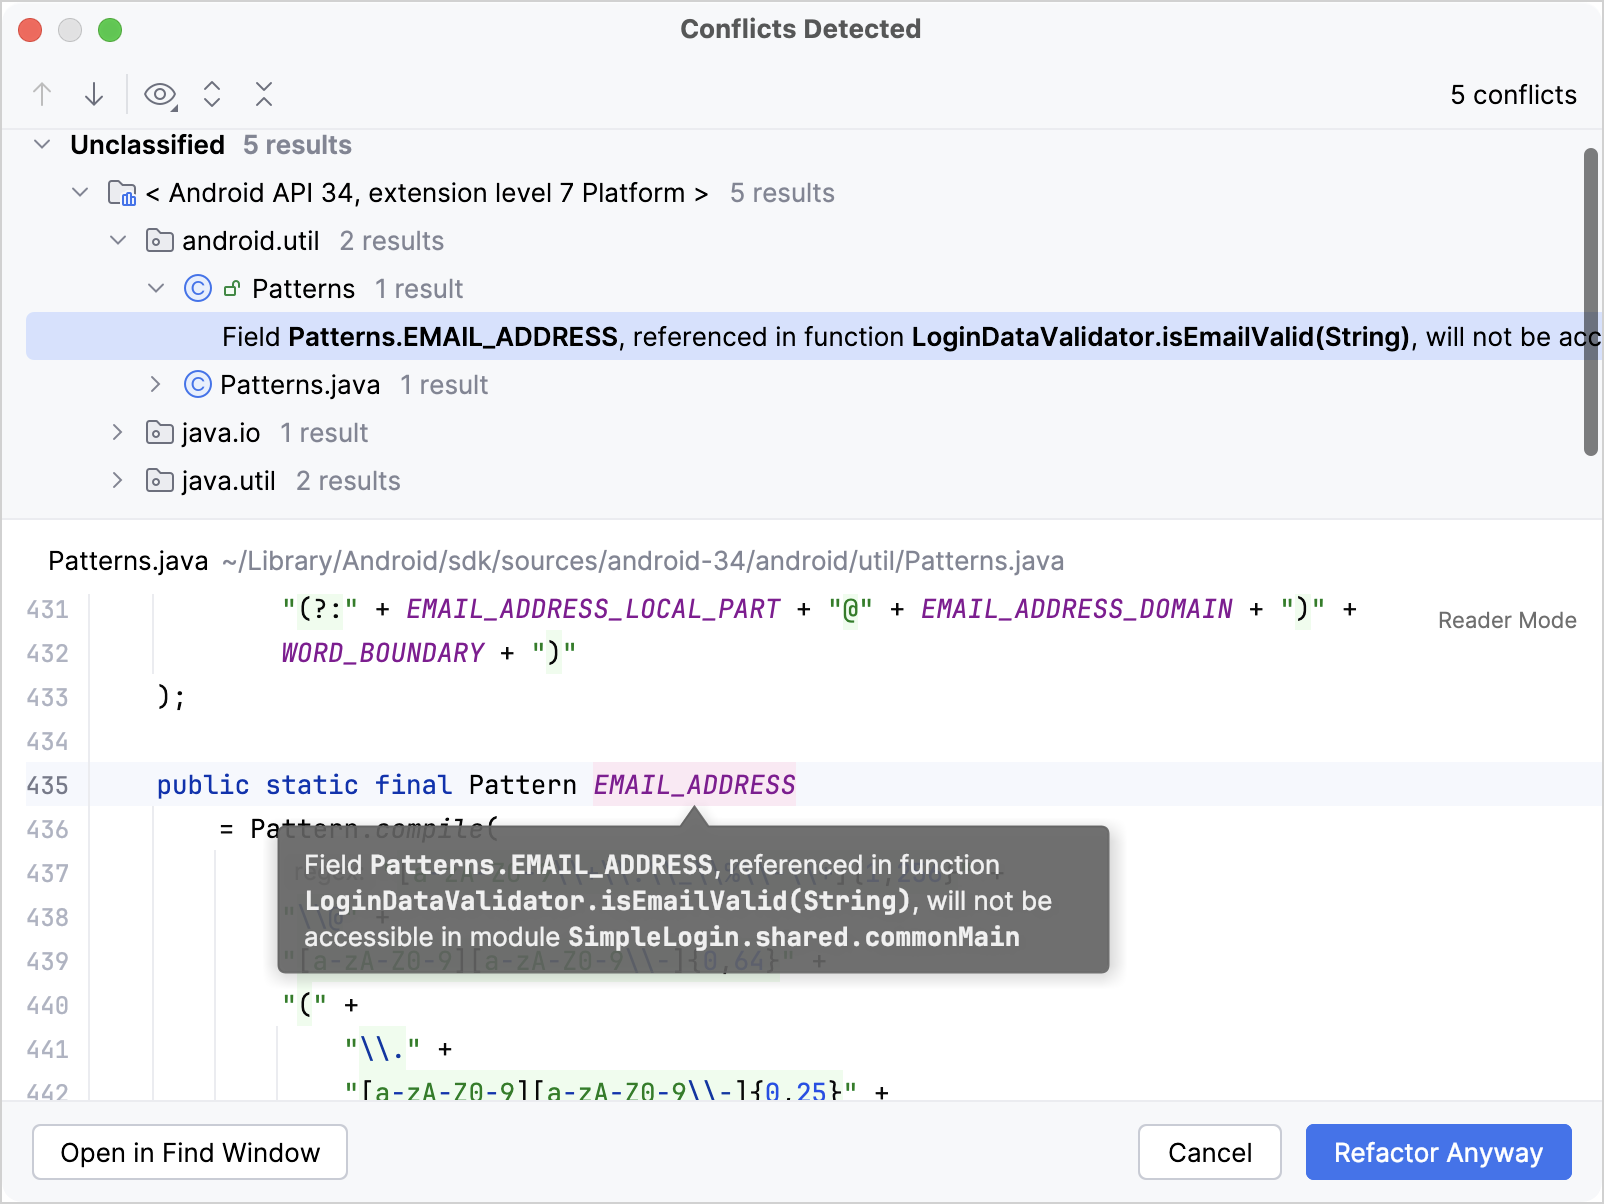 Conflicts Detected
5 conflicts
Unclassified 5 results
< Android API 34, extension level 7 Platform > 5 results
android.util 2 results
Patterns 1 result
Field Patterns.EMAIL_ADDRESS, referenced in function LoginDataValidator.isEmailValid(String), will not be acc
Patterns.java 1 result
java.io 1 result
java.util 2 results
Patterns.java ~/Library/Android/sdk/sources/android-34/android/util/Patterns.java
431 "(?:" + EMAIL_ADDRESS_LOCAL_PART + "@" + EMAIL_ADDRESS_DOMAIN + ")" +
Reader Mode
432 WORD_BOUNDARY + ")"
433 );
434
435 public static final Pattern EMAIL_ADDRESS
436 = Pattern.compile(
437
Field Patterns.EMAIL_ADDRESS, referenced in function
LoginDataValidator.isEmailValid(String), will not be
accessible in module SimpleLogin.shared.commonMain
438 "\\@" +
439 "[a-zA-Z0-9][a-zA-Z0-9\\-]{0,64}" +
440 "(" +
441 "\\." +
442 "[a-zA-Z0-9][a-zA-Z0-9\\-]{0,25}" +
Open in Find Window
Cancel
Refactor Anyway